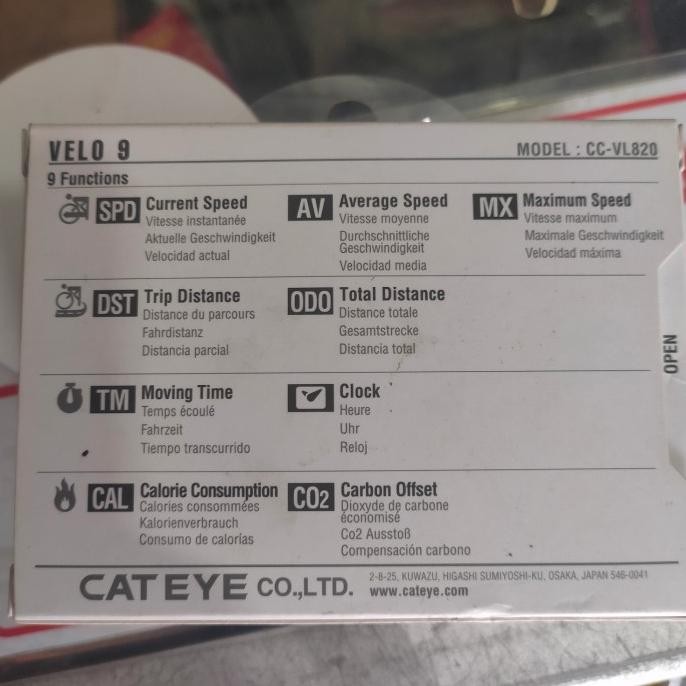 VELO 9
MODEL : CC-VL820
9 Functions
SPD Current Speed
Vitesse instantanée
Aktuelle Geschwindigkeit
Velocidad actual
AV Average Speed
Vitesse moyenne
Durchschnittliche
Geschwindigkeit
Velocidad media
MX Maximum Speed
Vitesse maximum
Maximale Geschwindigkeit
Velocidad máxima
DST Trip Distance
Distance du parcours
Fahrdistanz
Distancia parcial
ODO Total Distance
Distance totale
Gesamtstrecke
Distancia total
OPEN
TM Moving Time
Temps écoulé
Fahrzeit
Tiempo transcurrido
Clock
Heure
Uhr
Reloj
CAL Calorie Consumption
Calories consommées
Kalorienverbrauch
Consumo de calorías
CO2 Carbon Offset
Dioxyde de carbone
économisé
Co2 Ausstoß
Compensación carbono
CAT EYE CO.,LTD.
2-8-25, KUWAZU, HIGASHI SUMIYOSHI-KU, OSAKA, JAPAN 546-0041
www.cateye.com